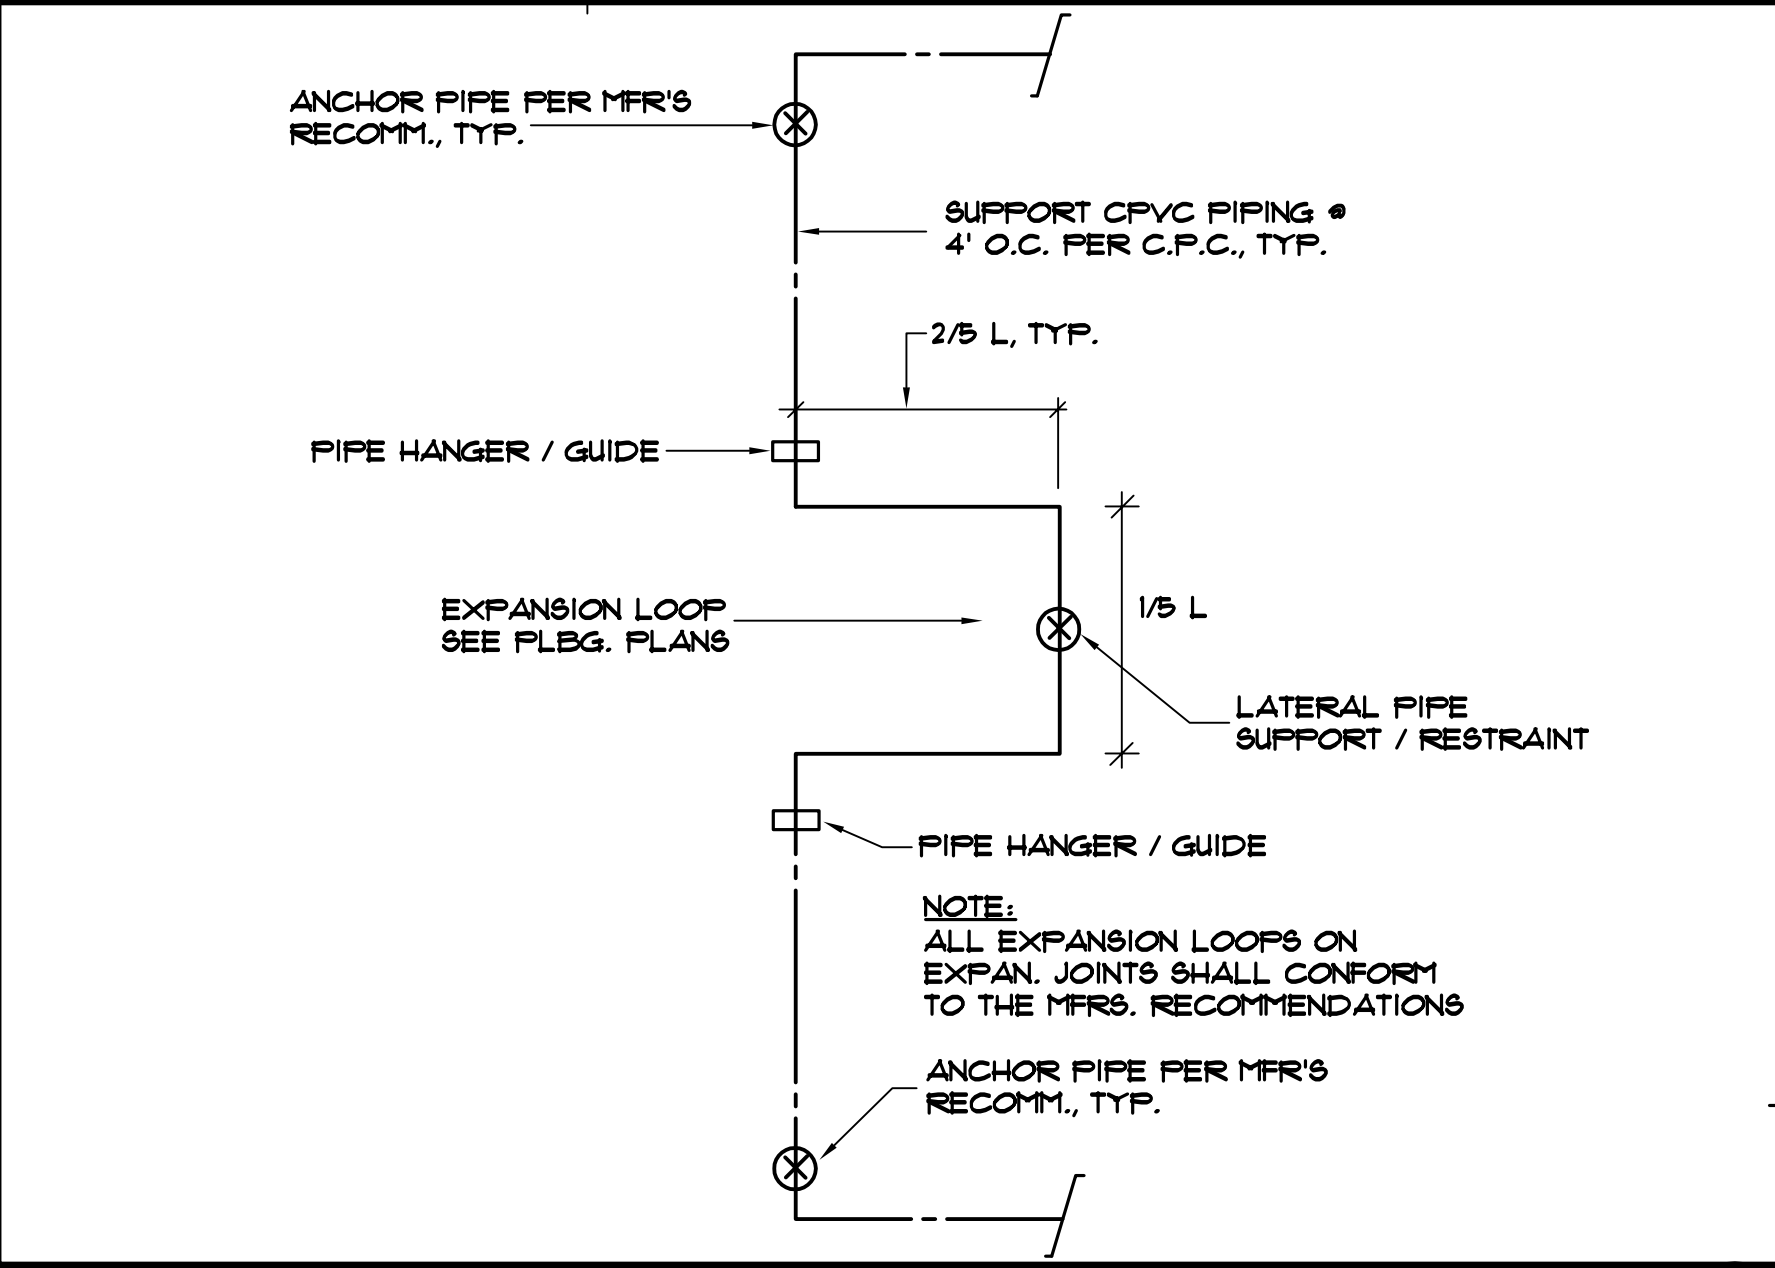 ANCHOR PIPE PER MFR'S
RECOMM., TYP.
SUPPORT CPVC PIPING @
4' O.C. PER C.P.C., TYP.
2/5 L, TYP.
PIPE HANGER / GUIDE
EXPANSION LOOP
SEE PLBG. PLANS
1/5 L
LATERAL PIPE
SUPPORT / RESTRAINT
PIPE HANGER / GUIDE
NOTE:
ALL EXPANSION LOOPS ON
EXPAN. JOINTS SHALL CONFORM
TO THE MFRS. RECOMMENDATIONS
ANCHOR PIPE PER MFR'S
RECOMM., TYP.